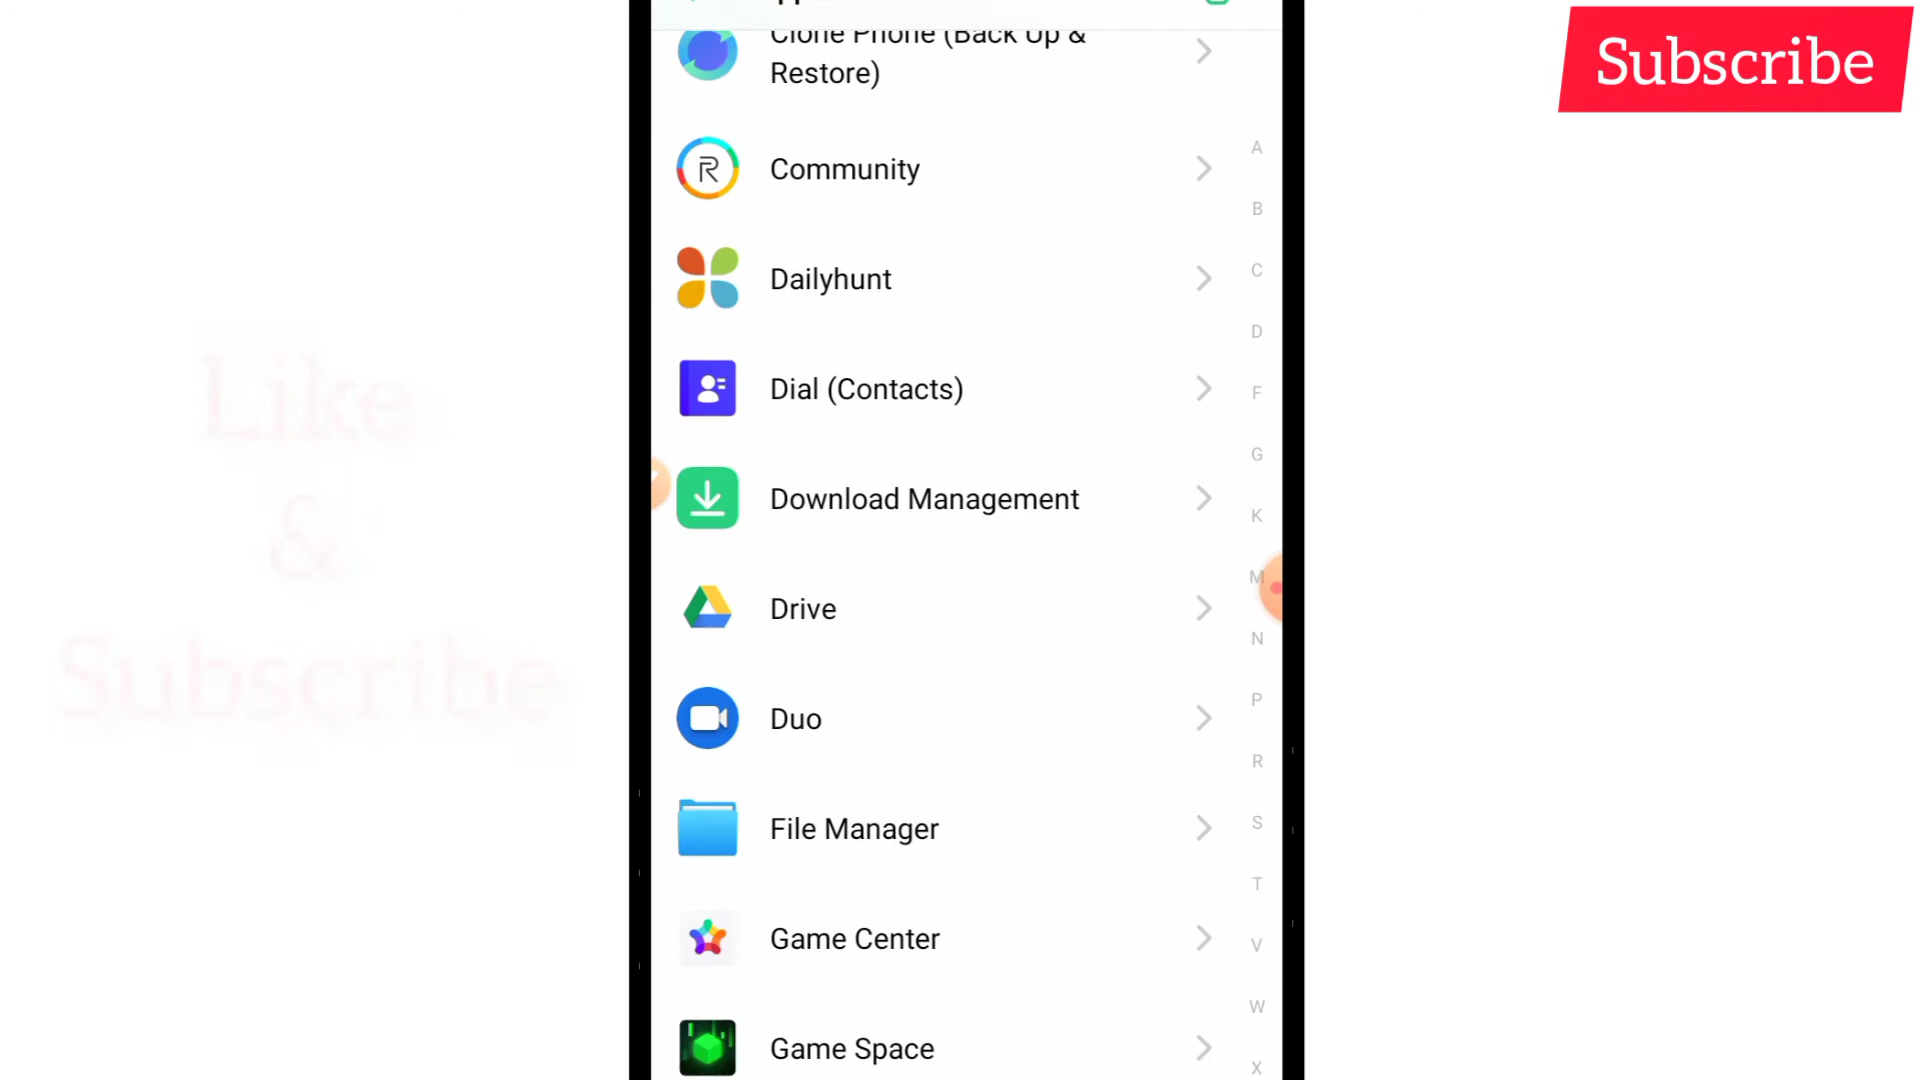 Subscribe
Clone Phone (Back Up &
Restore)
Community
Dailyhunt
Dial (Contacts)
Download Management
Drive
Duo
File Manager
Game Center
Game Space
A
B
C
D
F
G
K
M
N
P
R
S
T
V
W
X
Like
&
Subscribe